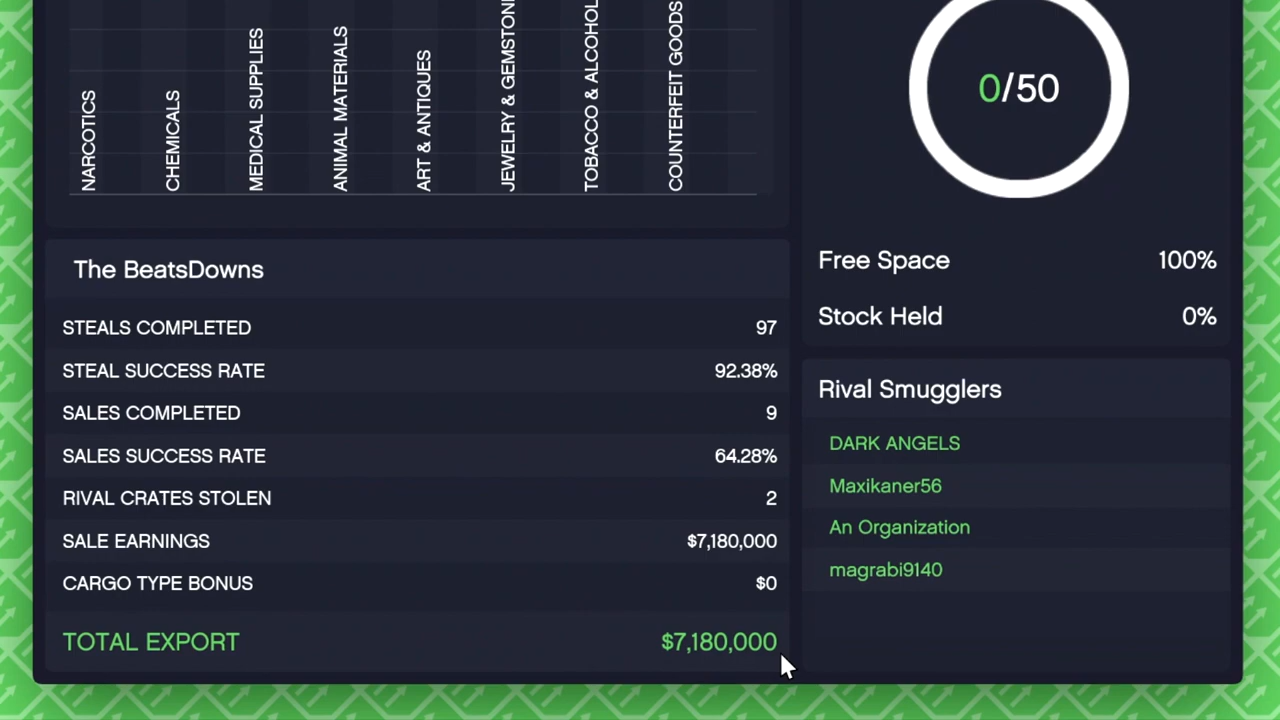 NARCOTICS
CHEMICALS
MEDICAL SUPPLIES
ANIMAL MATERIALS
ART & ANTIQUES
JEWELRY &
TOBACCO & ALCOHOL
COUNTERFEIT GOODS
0/50
Free Space 100%
Stock Held 0%
The BeatsDowns
STEALS COMPLETED 97
STEAL SUCCESS RATE 92.38%
SALES COMPLETED 9
SALES SUCCESS RATE 64.28%
RIVAL CRATES STOLEN 2
SALE EARNINGS $7,180,000
CARGO TYPE BONUS $0
TOTAL EXPORT $7,180,000
Rival Smugglers
DARK ANGELS
Maxikaner56
An Organization
magrabi9140